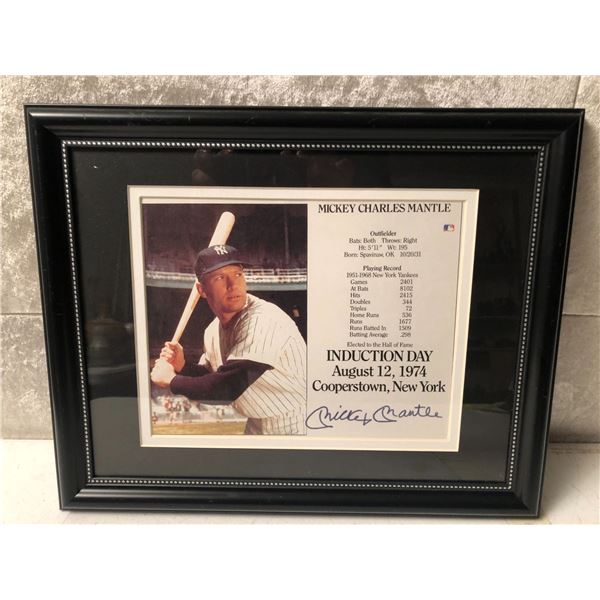 MICKEY CHARLES MANTLE
Outfielder
Bats: Both Throws: Right
Ht: 5'11" Wt: 195
Born: Spavinaw, OK 10/20/31
Playing Record
1951-1968 New York Yankees
Games 2401
At Bats 8102
Hits 2415
Doubles 344
Triples 72
Home Runs 536
Runs 1677
Runs Batted In 1509
Batting Average .298
Elected to the Hall of Fame
INDUCTION DAY
August 12, 1974
Cooperstown, New York
Mickey Mantle
NY